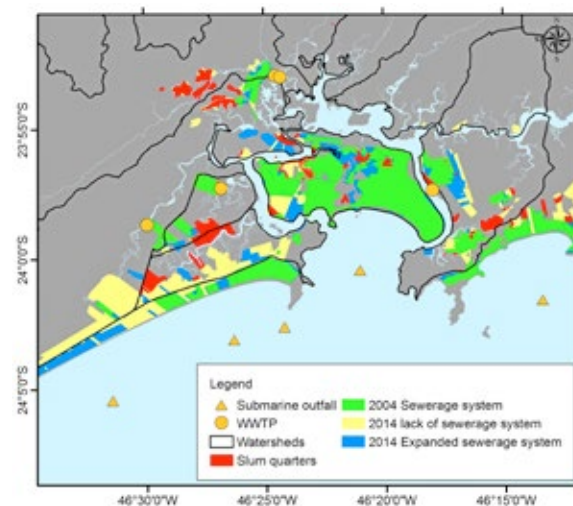 N
23°55'S
24°0'0"S
24°5'S
Legend
Submarine outfall
WWTP
Watersheds
Slum quarters
2004 Sewerage system
2014 lack of sewerage system
2014 Expanded sewerage system
46°30'0"W
46°25'0"W
46°20'0"W
46°15'0"W